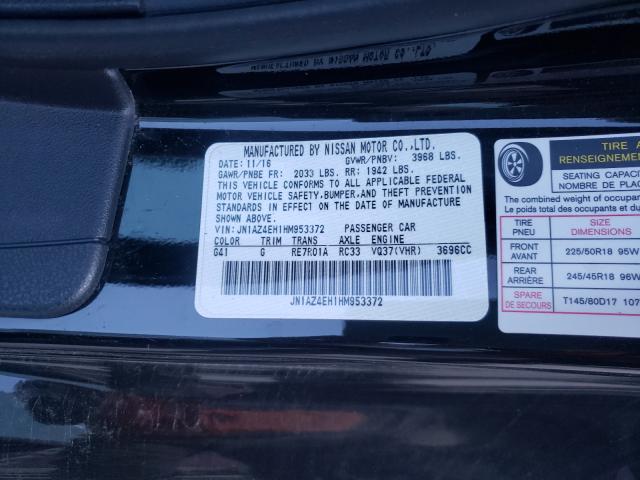 MANUFACTURED BY NISSAN MOTOR CO.,LTD.
DATE: 11/16 GVWR/PNBV: 3968 LBS.
GAWR/PNBE FR: 2033 LBS. RR: 1942 LBS.
THIS VEHICLE CONFORMS TO ALL APPLICABLE FEDERAL
MOTOR VEHICLE SAFETY, BUMPER, AND THEFT PREVENTION
STANDARDS IN EFFECT ON THE DATE OF MANUFACTURE
SHOWN ABOVE.
VIN: JN1AZ4EH1HM953372 PASSENGER CAR
COLOR TRIM TRANS AXLE ENGINE
G41 G RE7R01A RC33 VQ37(VHR) 3696CC
JN1AZ4EH1HM953372
TIRE
RENSEIGNEME
SEATING CAPACI
NOMBRE DE PLA
The combined weight of occupa
Le poids total des occupants et du
TIRE SIZE
PNEU DIMENSIONS
FRONT
AVANT 225/50R18 95W
REAR
ARRIÈRE 245/45R18 96W
SPARE
DE SECOURS T145/80D17 107